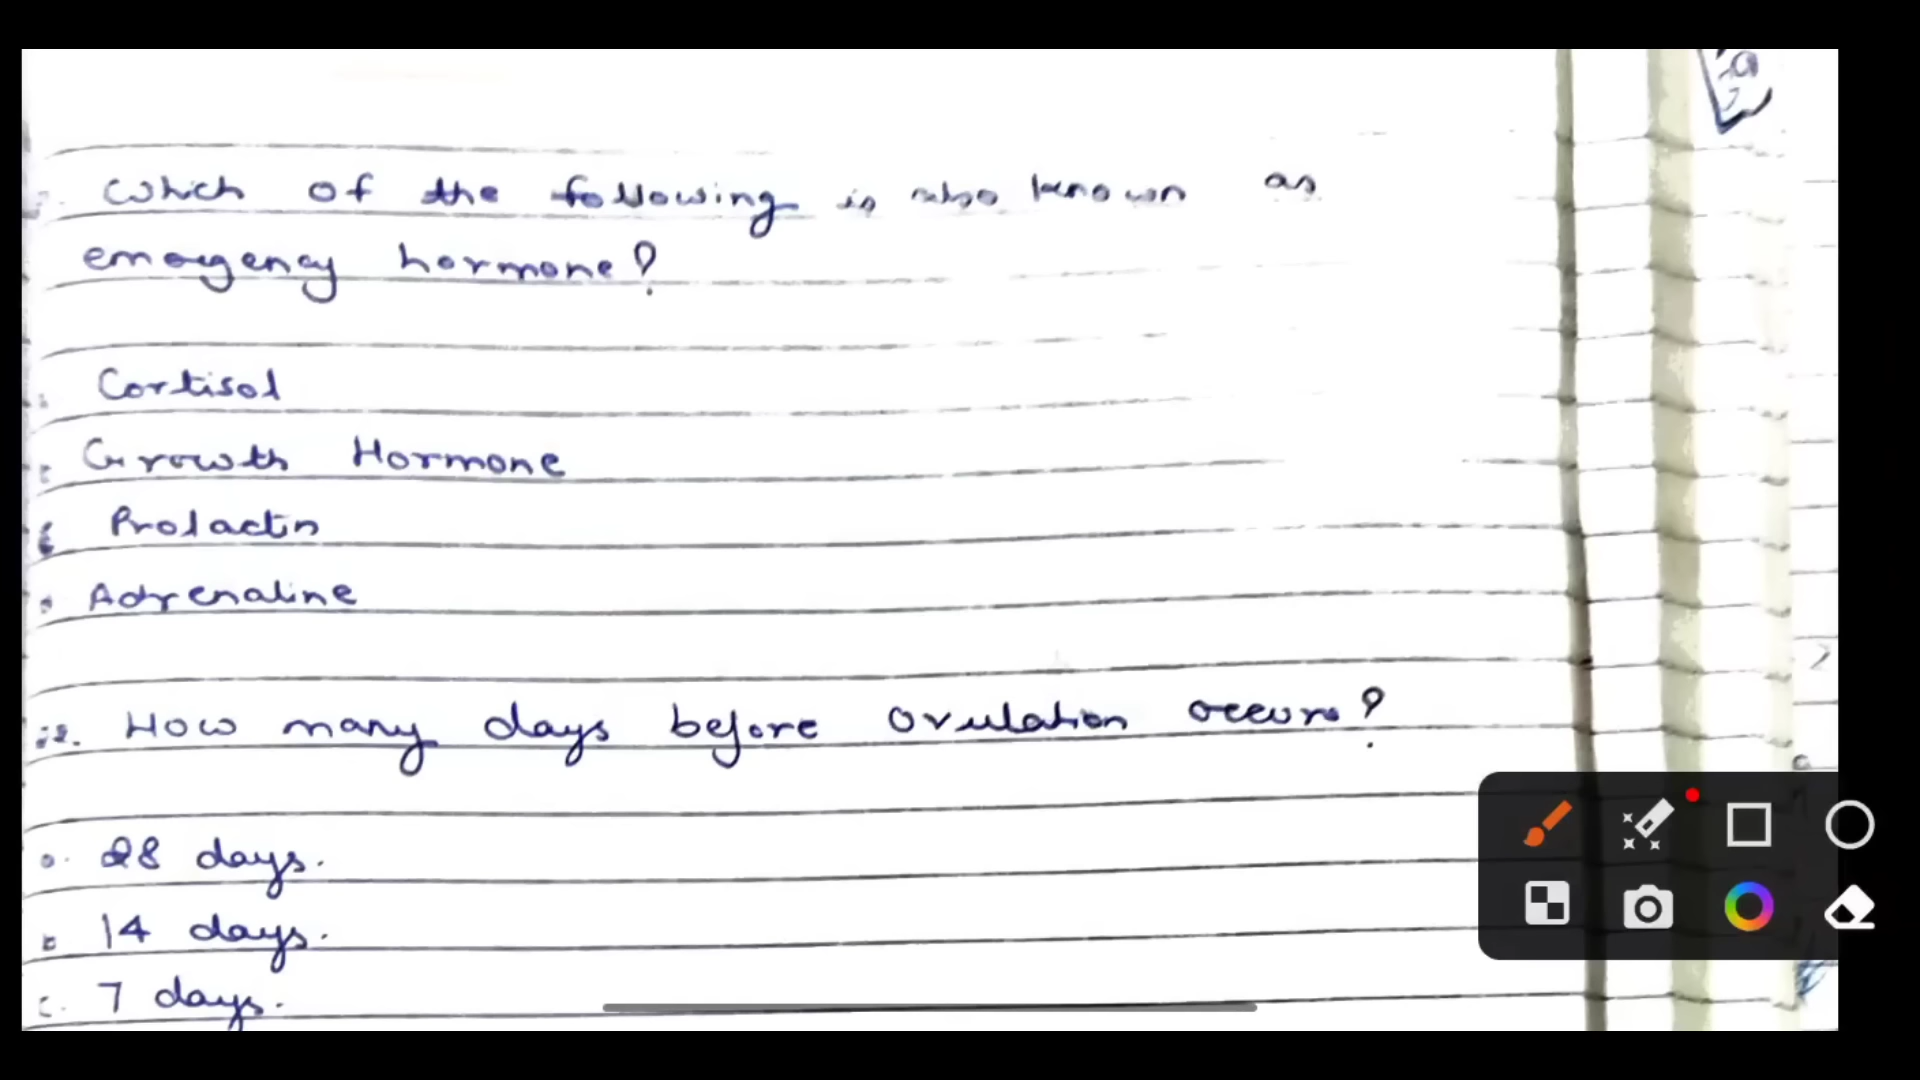 Which of the following is also known as
emergency hormone?
Cortisol
Growth Hormone
Prolactin
Adrenaline
How many days before ovulation occurs?
a. 28 days.
b 14 days.
c. 7 days.